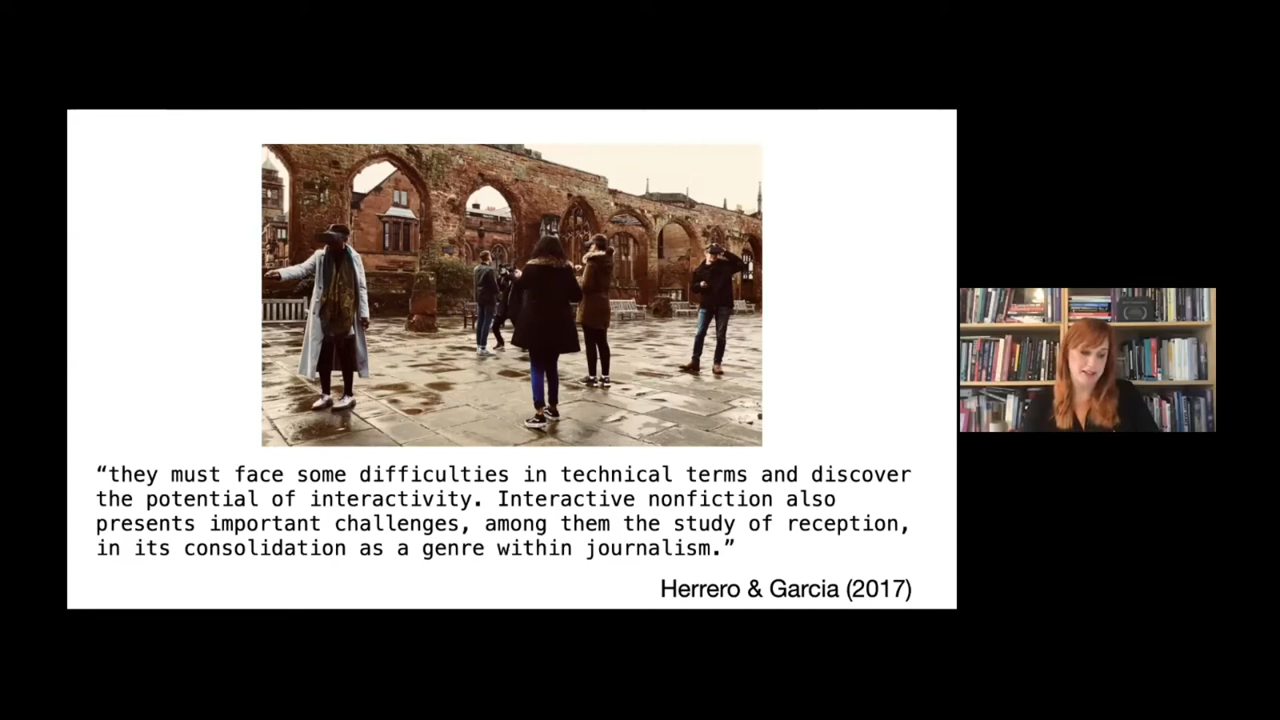 “they must face some difficulties in technical terms and discover
the potential of interactivity. Interactive nonfiction also
presents important challenges, among them the study of reception,
in its consolidation as a genre within journalism.”
Herrero & Garcia (2017)